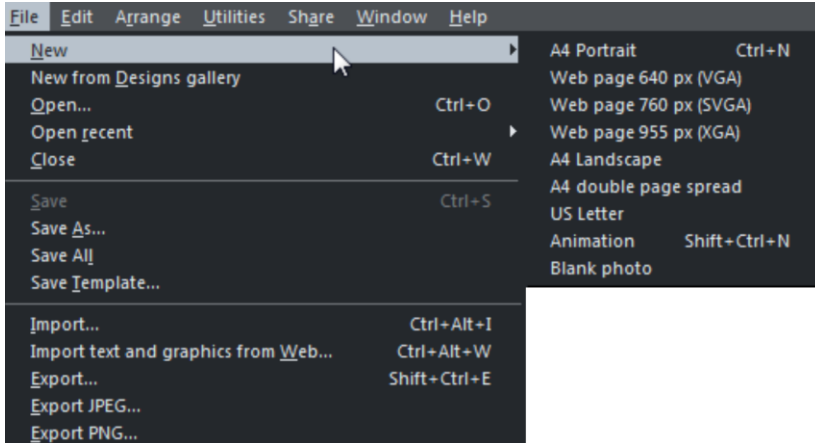 File Edit Arrange Utilities Share Window Help
New
New from Designs gallery
Open... Ctrl+O
Open recent
Close Ctrl+W
Save Ctrl+S
Save As...
Save All
Save Template...
Import... Ctrl+Alt+I
Import text and graphics from Web... Ctrl+Alt+W
Export... Shift+Ctrl+E
Export JPEG...
Export PNG...
A4 Portrait Ctrl+N
Web page 640 px (VGA)
Web page 760 px (SVGA)
Web page 955 px (XGA)
A4 Landscape
A4 double page spread
US Letter
Animation Shift+Ctrl+N
Blank photo